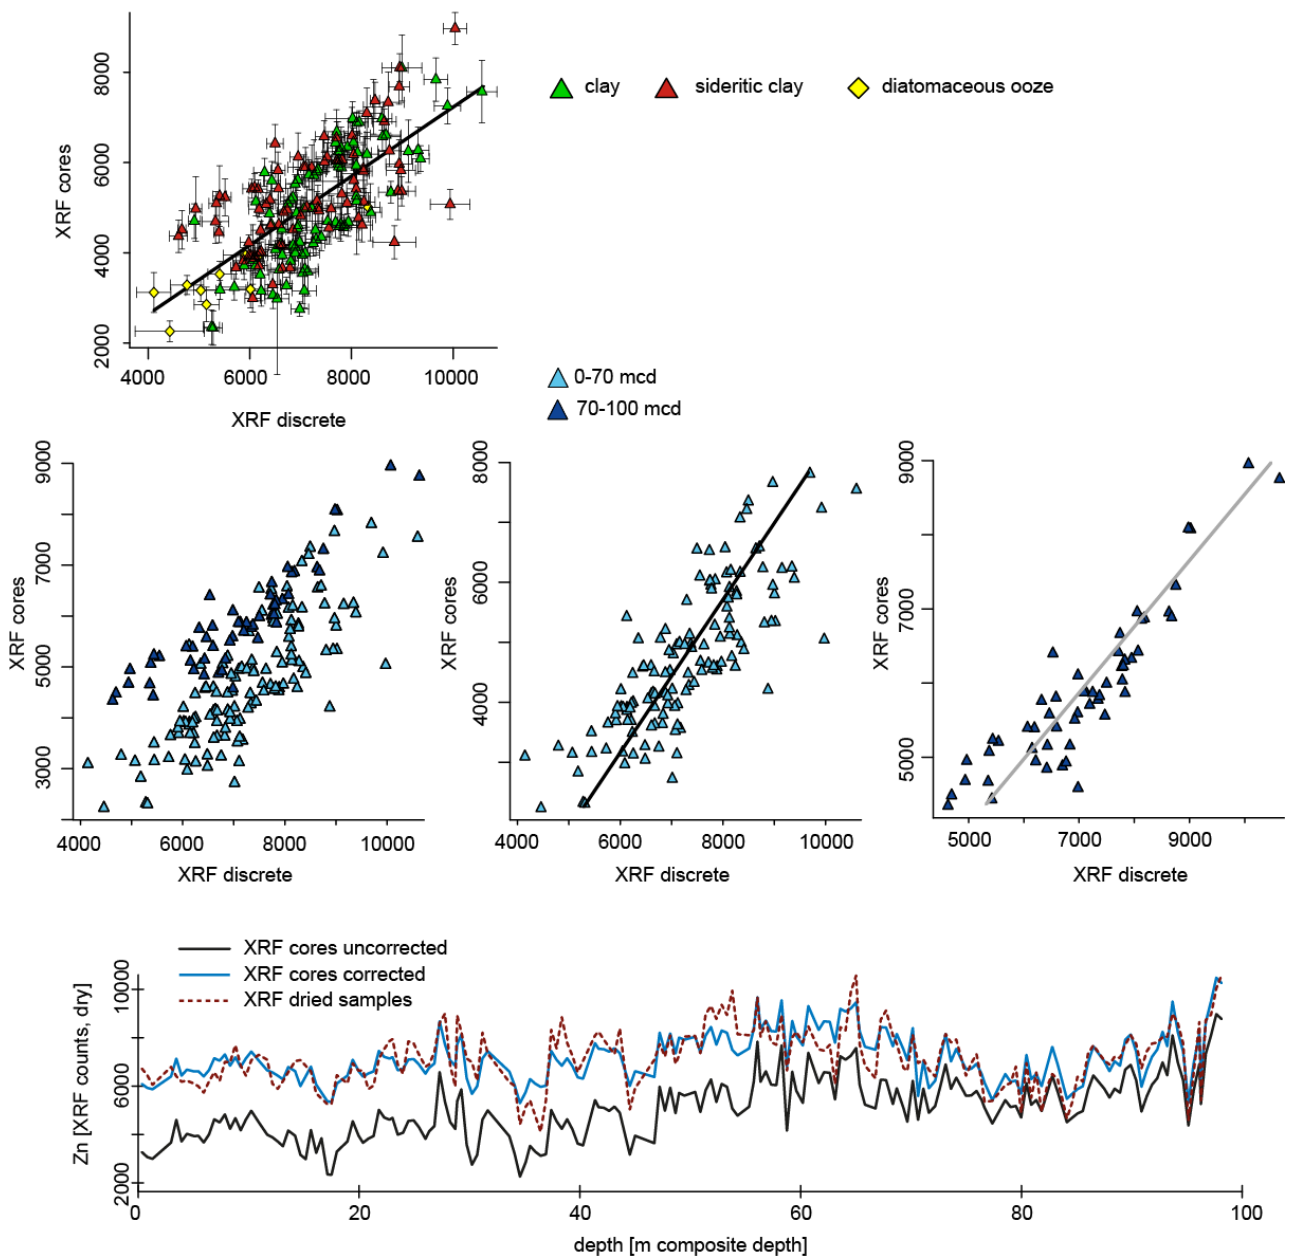 XRF cores
8000
6000
4000
2000
4000 6000 8000 10000
XRF discrete
clay sideritic clay diatomaceous ooze
0-70 mcd
70-100 mcd
XRF cores
9000
7000
5000
3000
4000 6000 8000 10000
XRF discrete
XRF cores
8000
6000
4000
4000 6000 8000 10000
XRF discrete
XRF cores
9000
7000
5000
5000 7000 9000
XRF discrete
XRF cores uncorrected
XRF cores corrected
XRF dried samples
Zn [XRF counts, dry]
10000
6000
2000
0 20 40 60 80 100
depth [m composite depth]